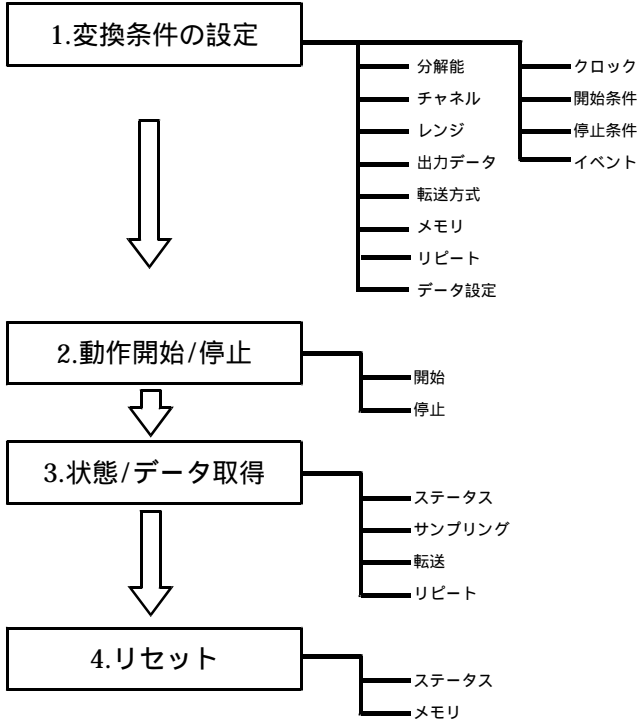 1.変換条件の設定
分解能
チャネル
レンジ
出力データ
転送方式
メモリ
リピート
データ設定
クロック
開始条件
停止条件
イベント
2.動作開始/停止
開始
停止
3.状態/データ取得
ステータス
サンプリング
転送
リピート
4.リセット
ステータス
メモリ